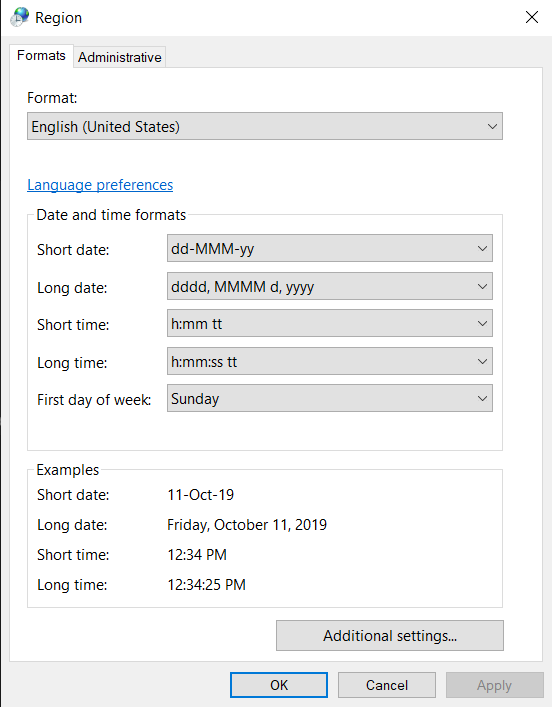 Region
Formats Administrative
Format:
English (United States)
Language preferences
Date and time formats
Short date: dd-MMM-yy
Long date: dddd, MMMM d, yyyy
Short time: h:mm tt
Long time: h:mm:ss tt
First day of week: Sunday
Examples
Short date: 11-Oct-19
Long date: Friday, October 11, 2019
Short time: 12:34 PM
Long time: 12:34:25 PM
Additional settings...
OK Cancel Apply